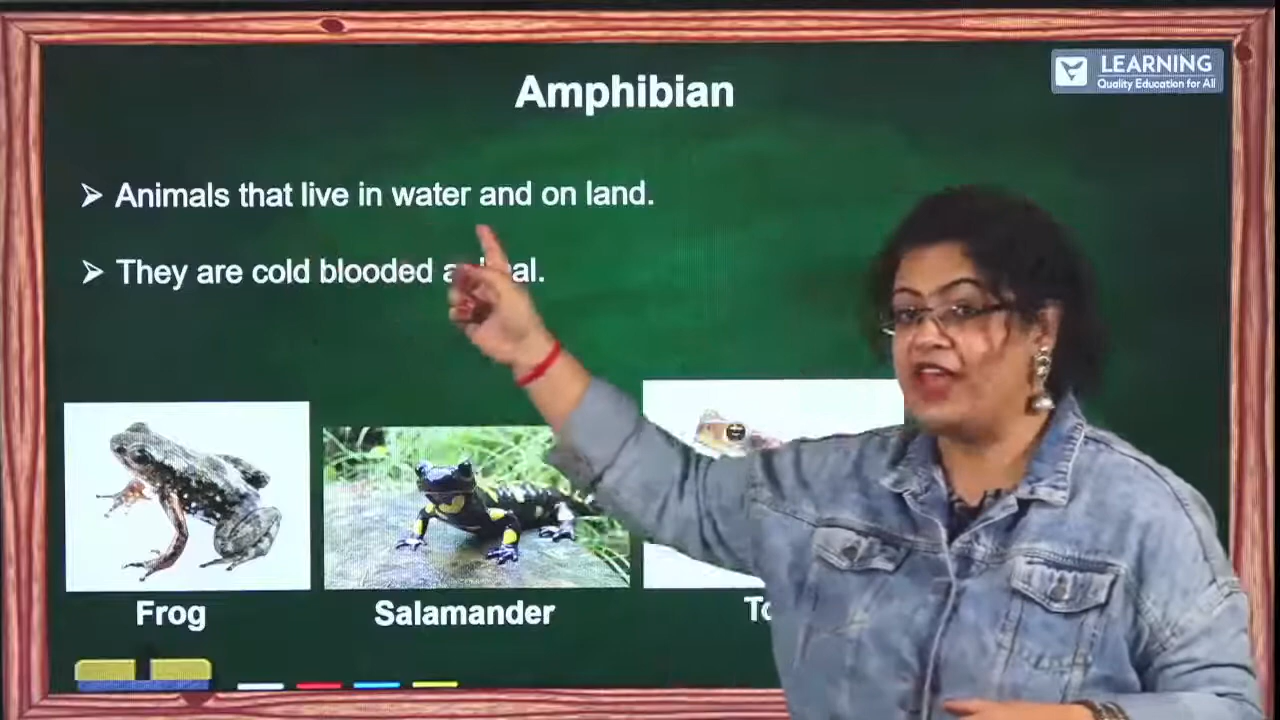 LEARNING
Quality Education for All
Amphibian
Animals that live in water and on land.
They are cold blooded
Frog
Salamander